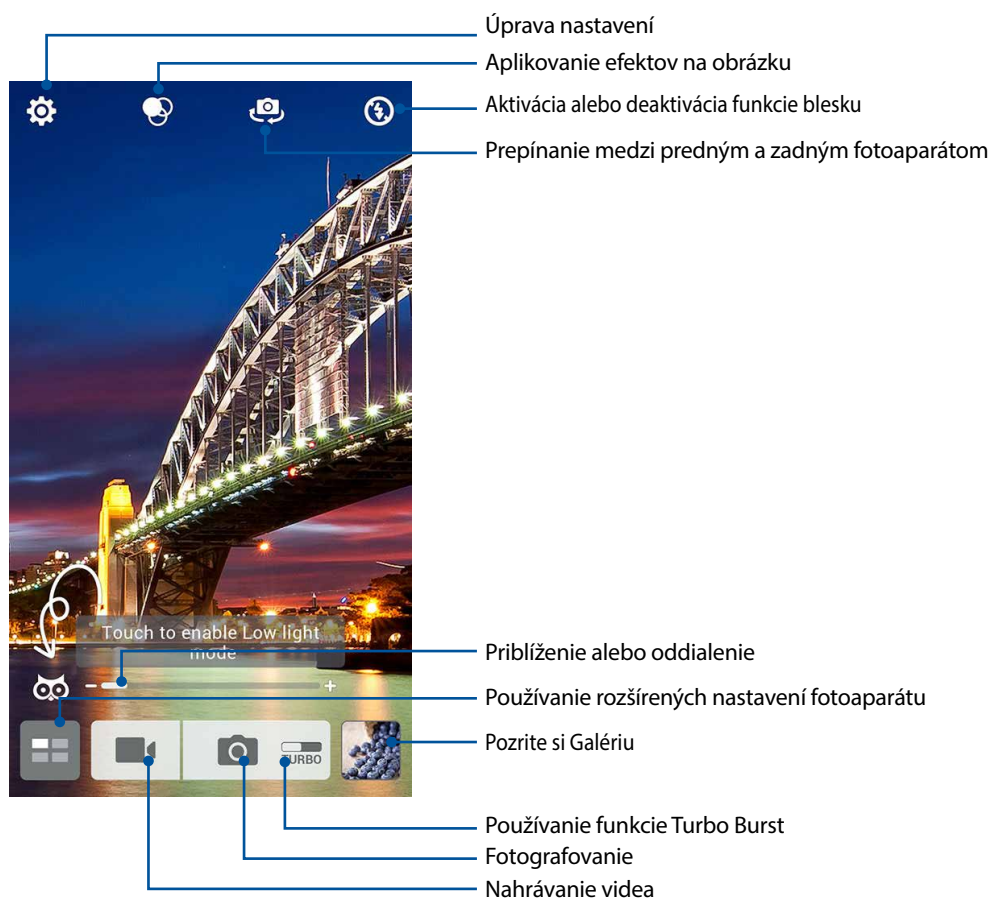 Úprava nastavení
Aplikovanie efektov na obrázku
Aktivácia alebo deaktivácia funkcie blesku
Prepínanie medzi predným a zadným fotoaparátom
Touch to enable Low light
mode
Priblíženie alebo oddialenie
Používanie rozšírených nastavení fotoaparátu
Pozrite si Galériu
TURBO
Používanie funkcie Turbo Burst
Fotografovanie
Nahrávanie videa